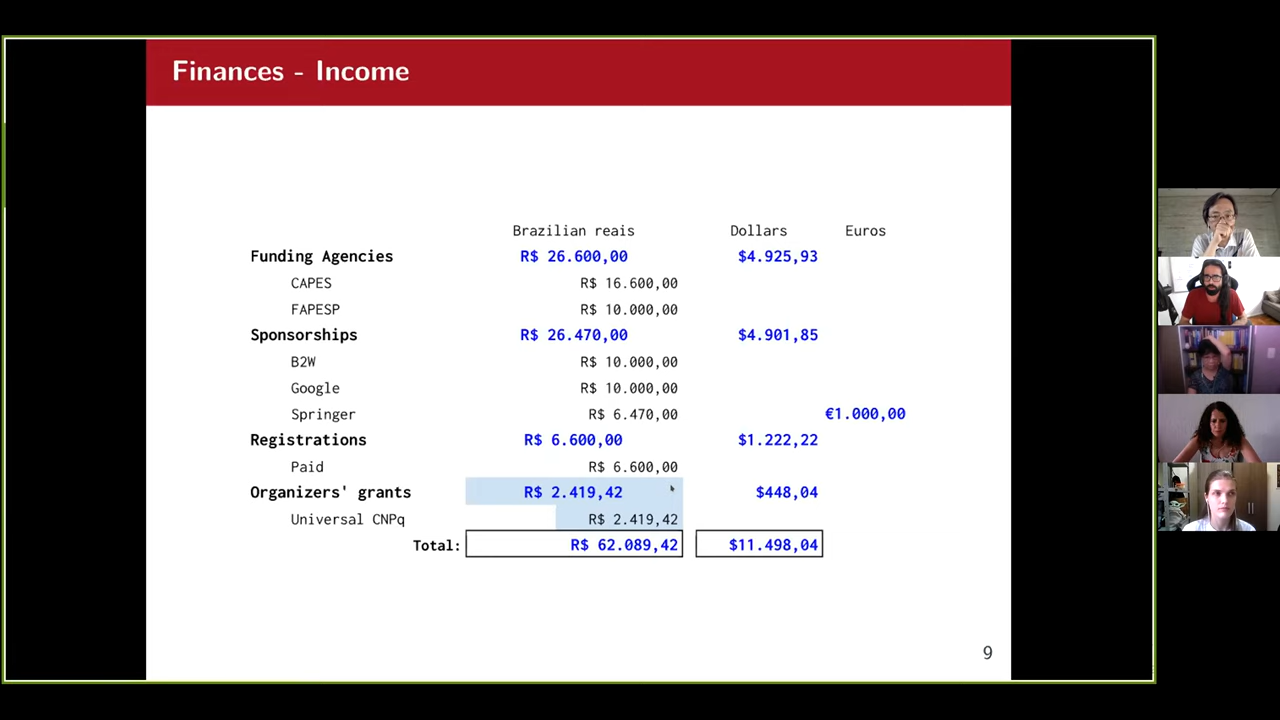 Finances - Income
Brazilian reais Dollars Euros
Funding Agencies R$ 26.600,00 $4.925,93
CAPES R$ 16.600,00
FAPESP R$ 10.000,00
Sponsorships R$ 26.470,00 $4.901,85
B2W R$ 10.000,00
Google R$ 10.000,00
Springer R$ 6.470,00 €1.000,00
Registrations R$ 6.600,00 $1.222,22
Paid R$ 6.600,00
Organizers' grants R$ 2.419,42 $448,04
Universal CNPq R$ 2.419,42
Total: R$ 62.089,42 $11.498,04
9